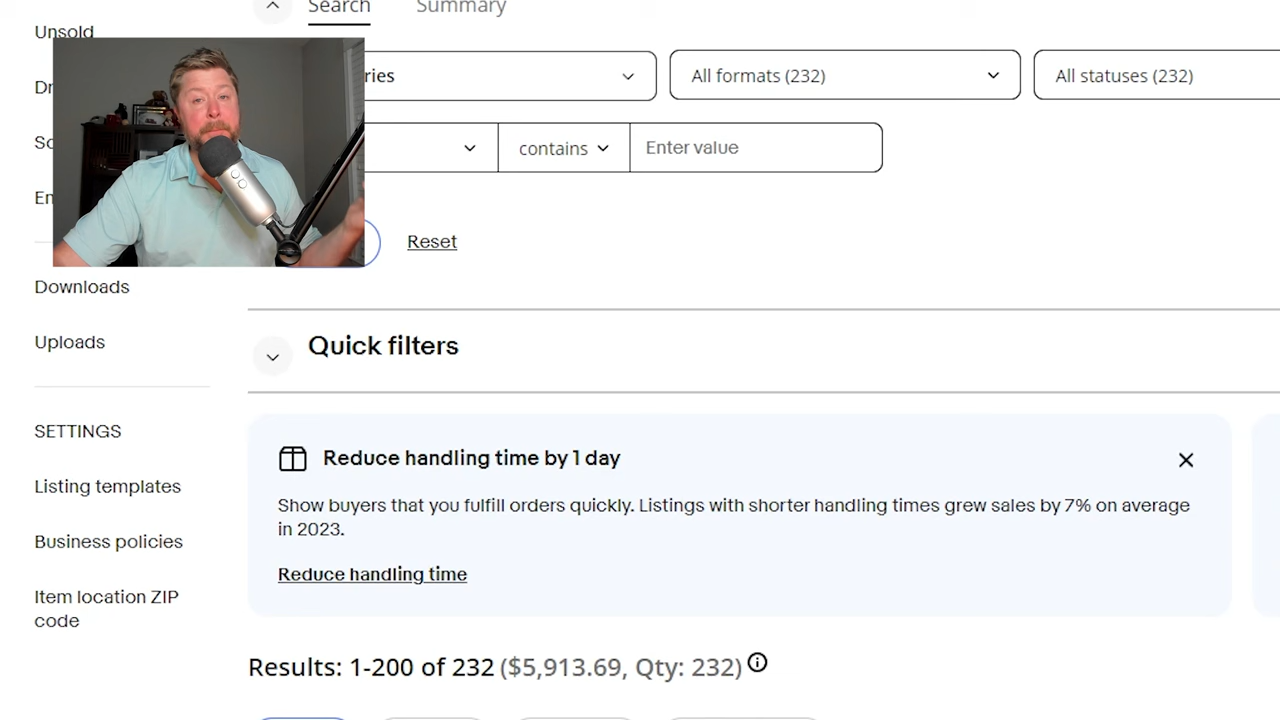 Search Summary
Unsold
ries
All formats (232)
All statuses (232)
contains
Enter value
Reset
Downloads
Uploads
Quick filters
SETTINGS
Listing templates
Business policies
Item location ZIP
code
Reduce handling time by 1 day
Show buyers that you fulfill orders quickly. Listings with shorter handling times grew sales by 7% on average
in 2023.
Reduce handling time
Results: 1-200 of 232 ($5,913.69, Qty: 232)